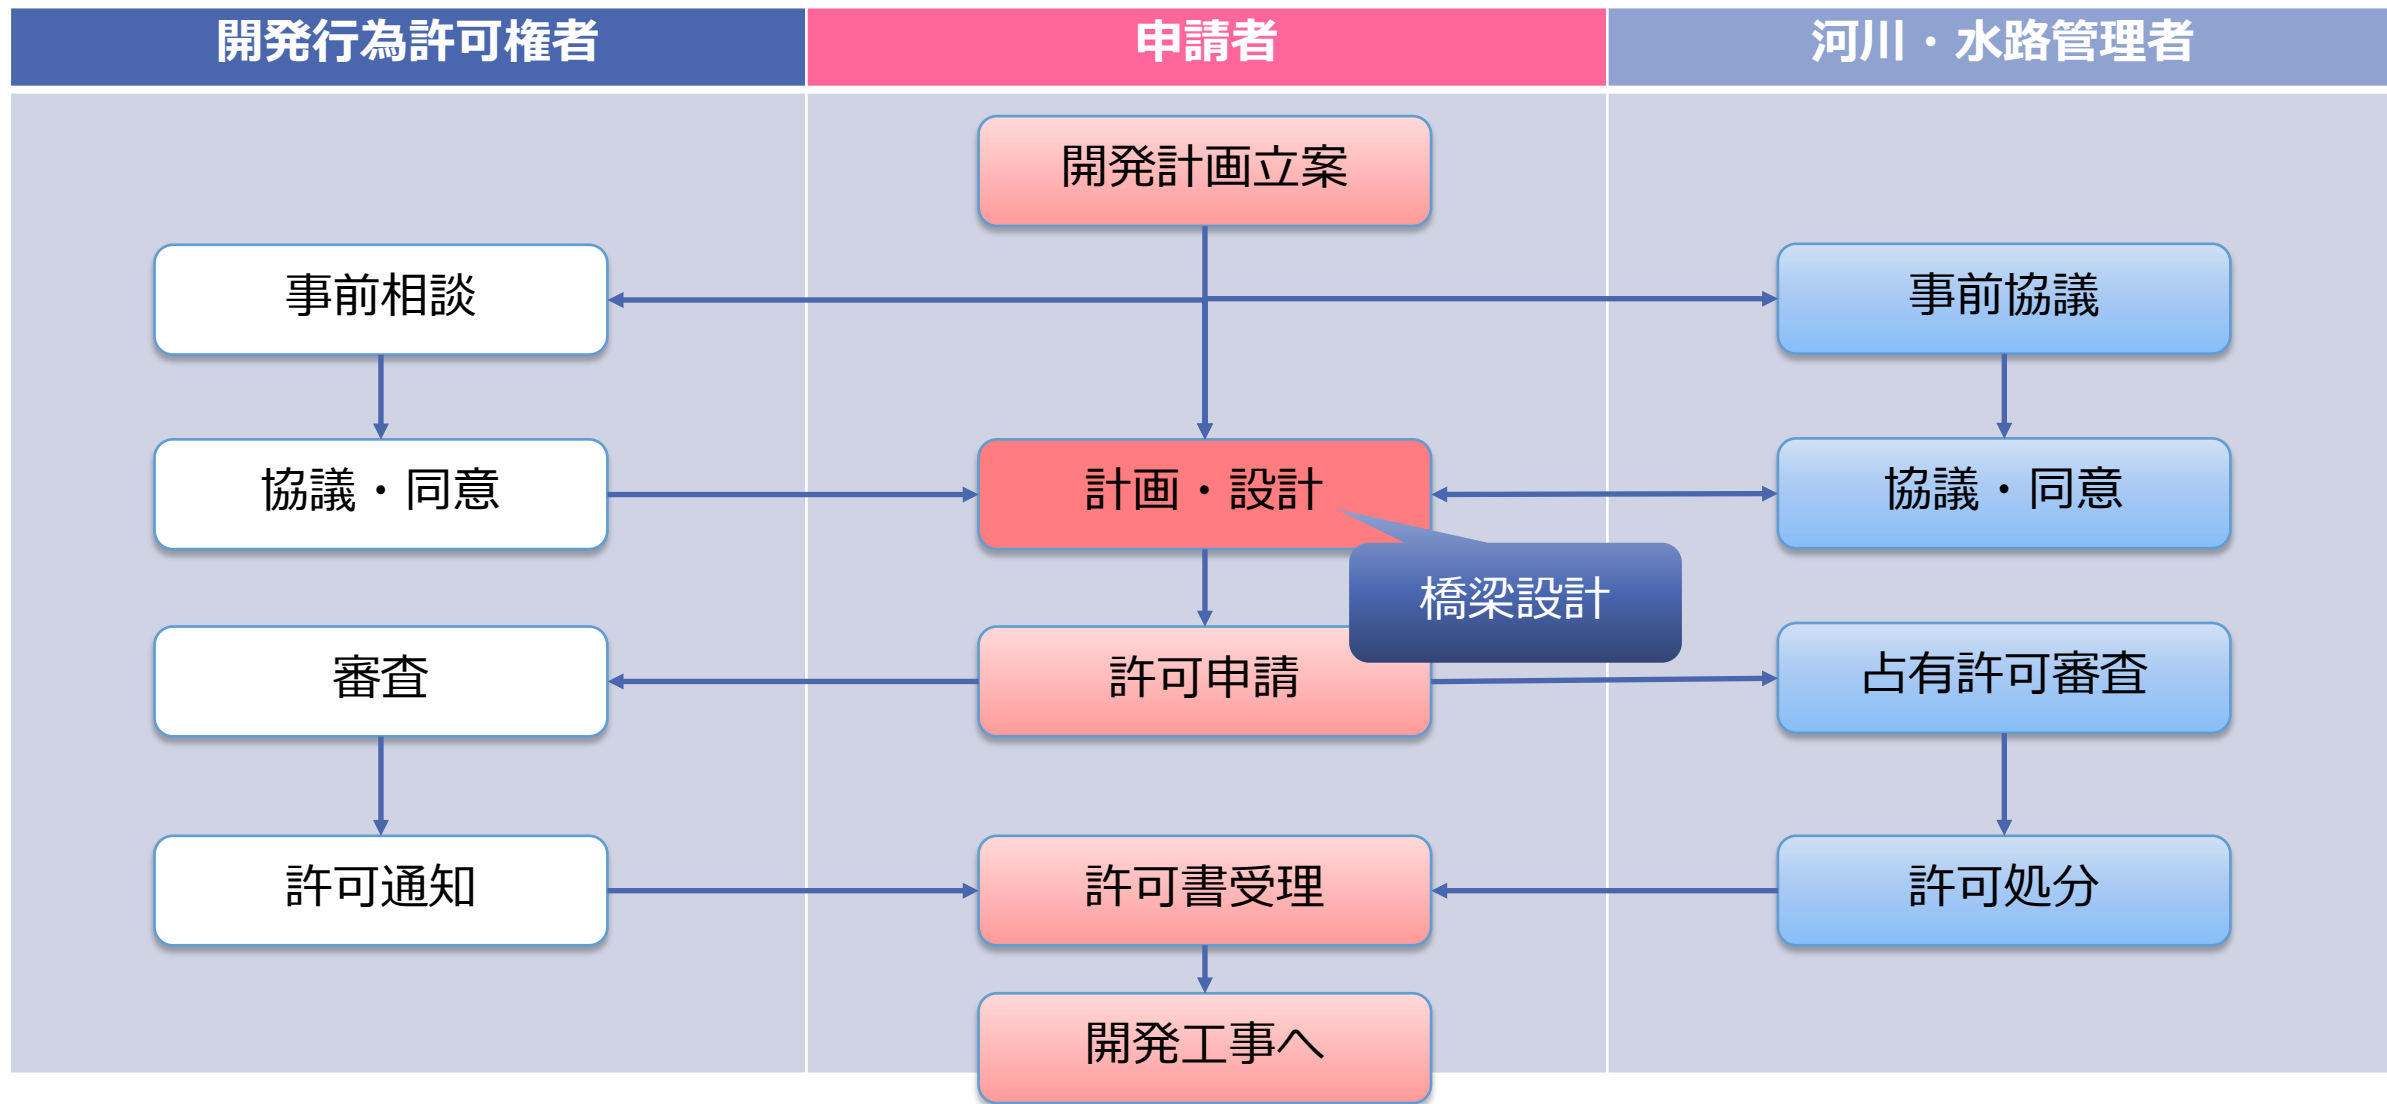 開発行為許可権者
申請者
河川・水路管理者
開発計画立案
事前相談
事前協議
協議・同意
計画・設計
協議・同意
橋梁設計
審査
許可申請
占有許可審査
許可通知
許可書受理
許可処分
開発工事へ